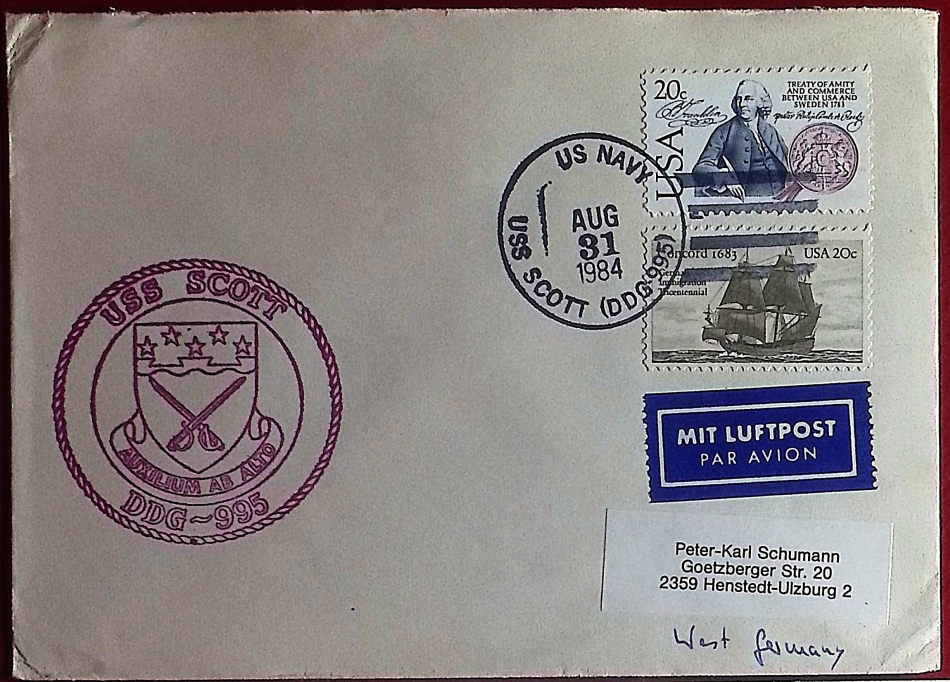 20c
TREATY OF AMITY
AND COMMERCE
BETWEEN USA AND
SWEDEN 1783
B Franklin
USA
US NAVY
AUG
31
1984
USS SCOTT (DDG-995)
Concord 1683
USA 20c
German
Immigration
Tricentennial
USS SCOTT
AUXILIUM AB ALTO
DDG~995
MIT LUFTPOST
PAR AVION
Peter-Karl Schumann
Goetzberger Str. 20
2359 Henstedt-Ulzburg 2
West Germany